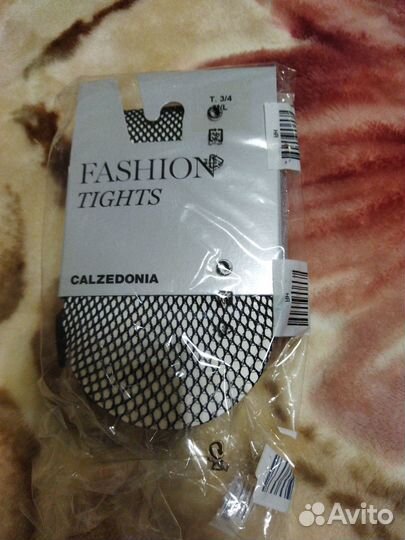 T. 3/4
M/L
FASHION
TIGHTS
CALZEDONIA
Avito